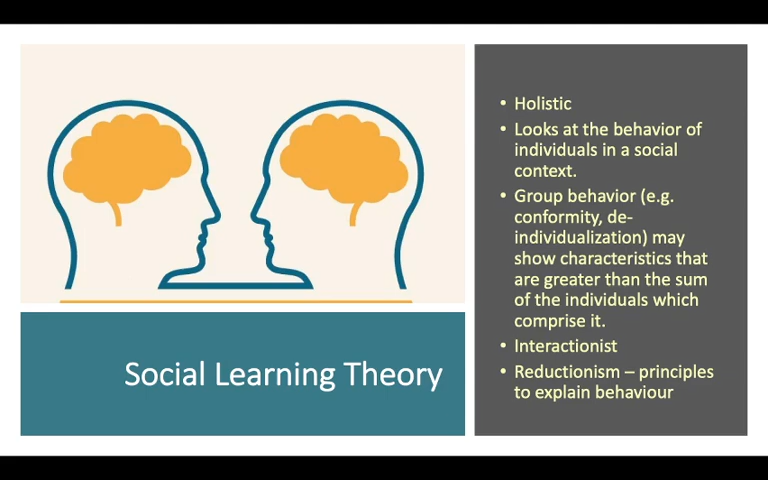 Social Learning Theory
• Holistic
• Looks at the behavior of
individuals in a social
context.
• Group behavior (e.g.
conformity, de-
individualization) may
show characteristics that
are greater than the sum
of the individuals which
comprise it.
• Interactionist
• Reductionism – principles
to explain behaviour